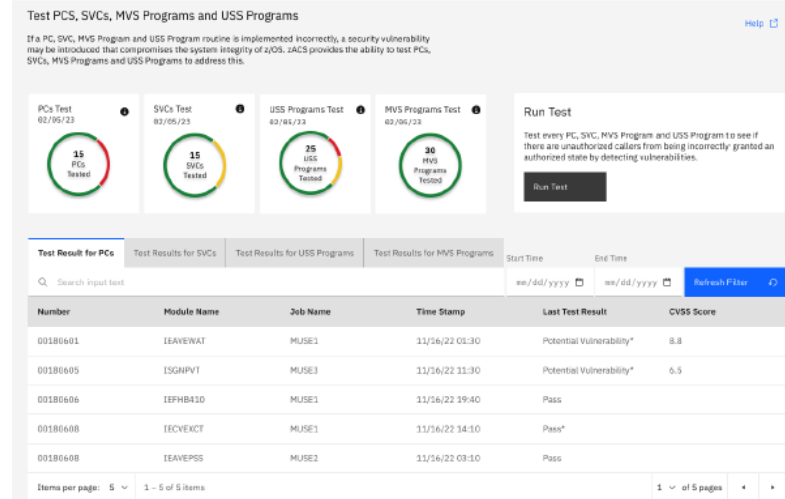 Test PCS, SVCs, MVS Programs and USS Programs
Help
If a PC, SVC, MVS Program and USS Program routine is implemented incorrectly, a security vulnerability
may be introduced that compromises the system integrity of z/OS. zACS provides the ability to test PCs,
SVCs, MVS Programs and USS Programs to address this.
PCs Test
02/05/23
15
PCs
Tested
SVCs Test
02/05/23
15
SVCs
Tested
USS Programs Test
02/05/23
25
USS
Programs
Tested
MVS Programs Test
02/05/23
30
MVS
Programs
Tested
Run Test
Test every PC, SVC, MVS Program and USS Program to see if
there are unauthorized callers from being incorrectly granted an
authorized state by detecting vulnerabilities.
Run Test
Test Result for PCs Test Results for SVCs Test Results for USS Programs Test Results for MVS Programs Start Time End Time
Search input text mm/dd/yyyy mm/dd/yyyy Refresh Filter
Number Module Name Job Name Time Stamp Last Test Result CVSS Score
00180601 IEAVEWAT MUSE1 11/16/22 01:30 Potential Vulnerability* 8.8
00180605 ISGNPVT MUSE3 11/16/22 11:30 Potential Vulnerability* 6.5
00180606 IEFHB410 MUSE1 11/16/22 19:40 Pass
00180608 IECVEXCT MUSE1 11/16/22 14:10 Pass*
00180608 IEAVEPSS MUSE2 11/16/22 03:10 Pass
Items per page: 5 1 – 5 of 5 items 1 of 5 pages